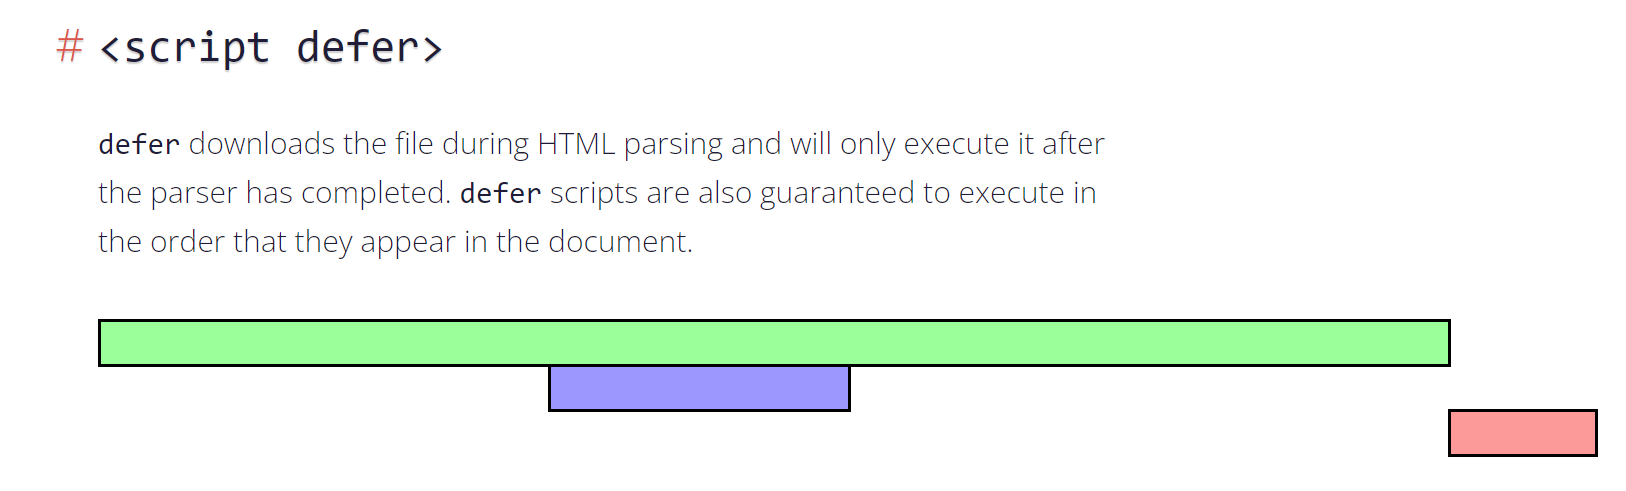 # <script defer>
defer downloads the file during HTML parsing and will only execute it after
the parser has completed. defer scripts are also guaranteed to execute in
the order that they appear in the document.